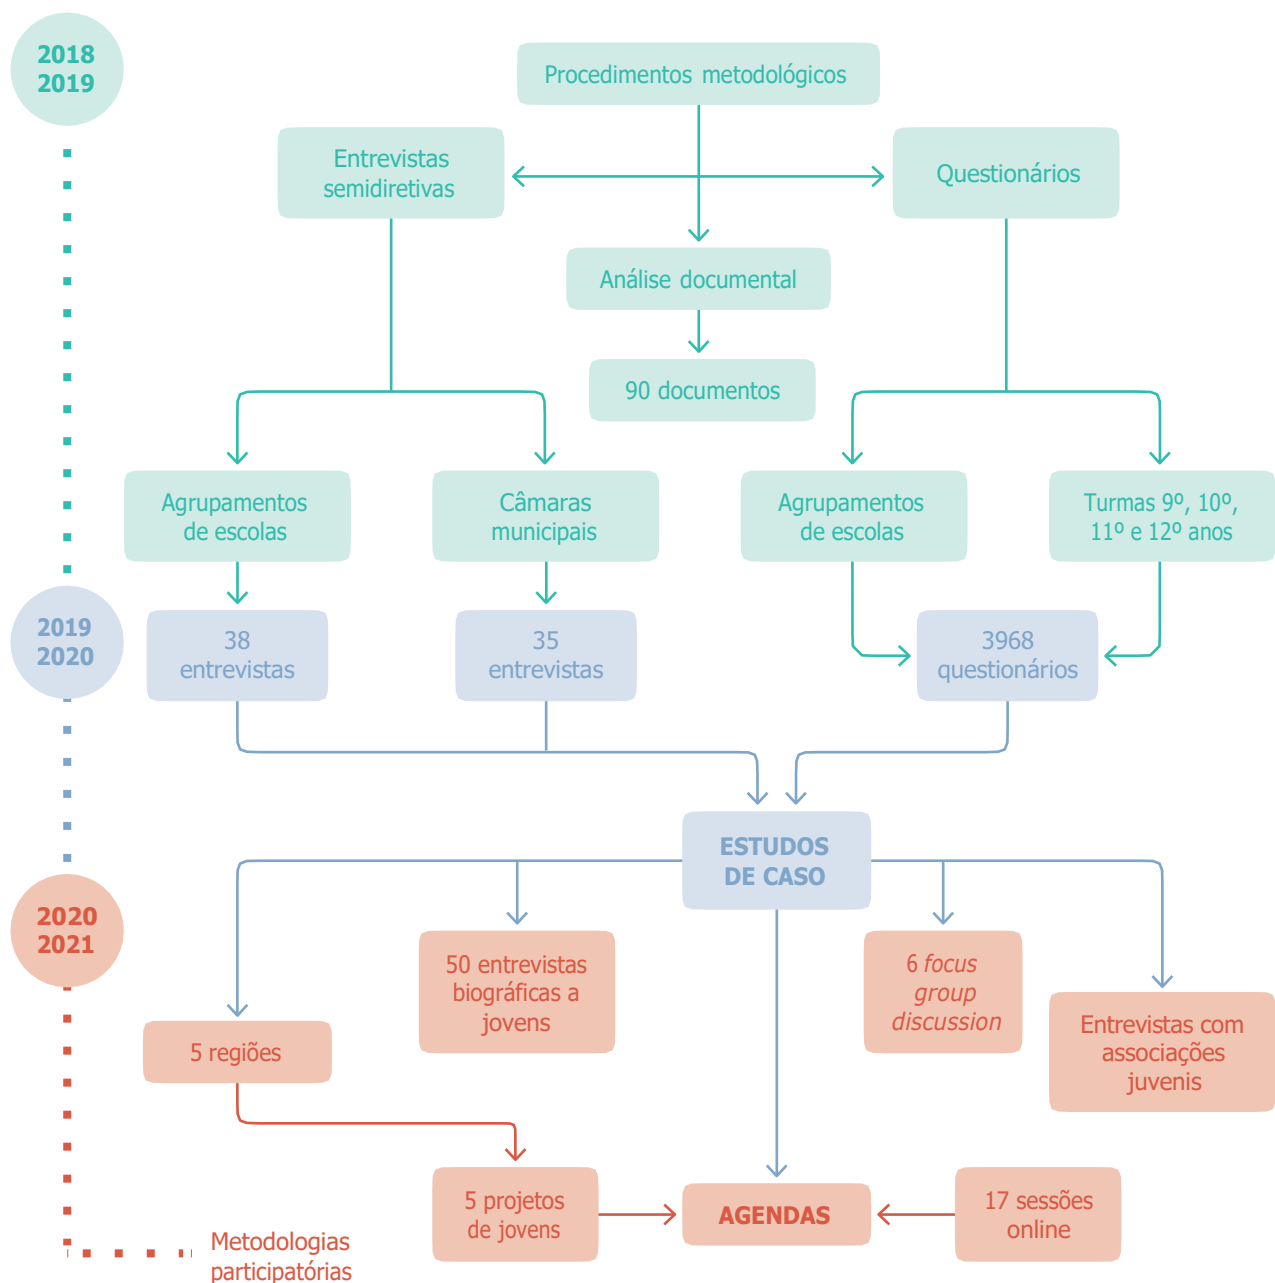 2018
2019
Procedimentos metodológicos
Entrevistas
semidiretivas
Questionários
Análise documental
90 documentos
Agrupamentos
de escolas
Câmaras
municipais
Agrupamentos
de escolas
Turmas 9º, 10º,
11º e 12º anos
2019
2020
38
entrevistas
35
entrevistas
3968
questionários
ESTUDOS
DE CASO
2020
2021
50 entrevistas
biográficas a
jovens
6 focus
group
discussion
5 regiões
Entrevistas com
associações
juvenis
5 projetos
de jovens
AGENDAS
17 sessões
online
Metodologias
participatórias